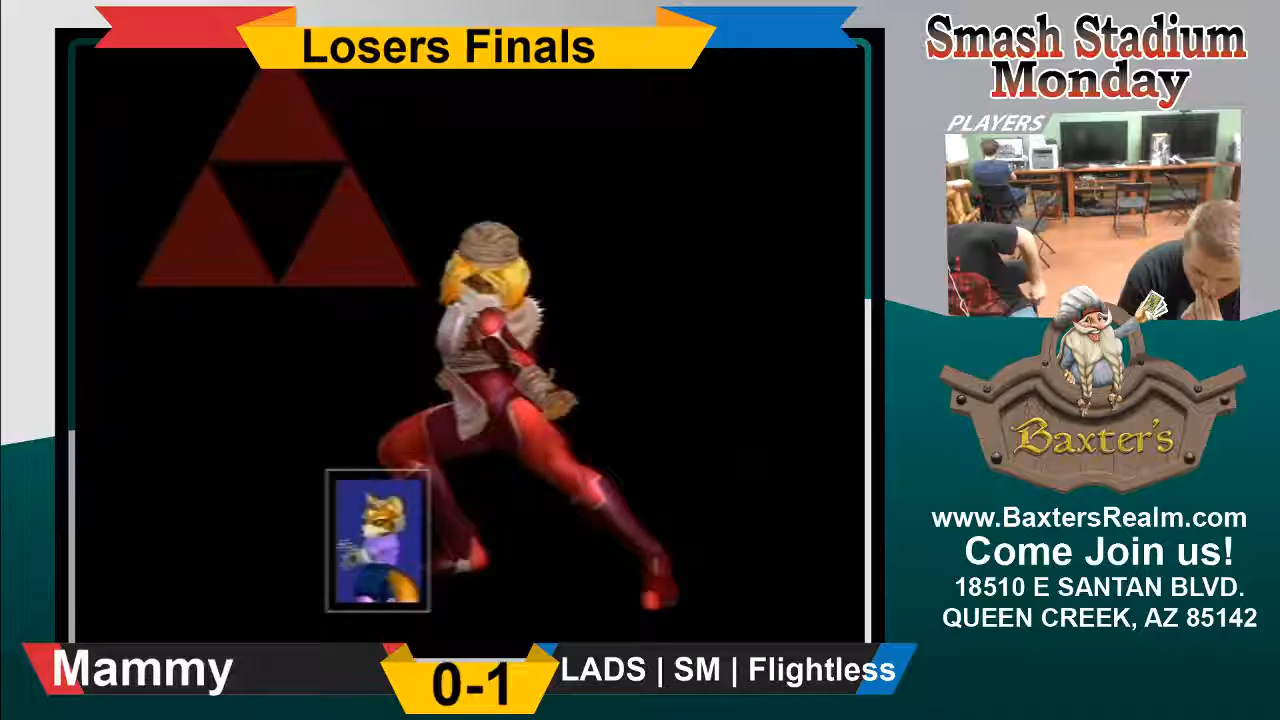 Losers Finals
Smash Stadium
Monday
PLAYERS
Baxter's
www.BaxtersRealm.com
Come Join us!
18510 E SANTAN BLVD.
QUEEN CREEK, AZ 85142
Mammy
0-1
LADS | SM | Flightless